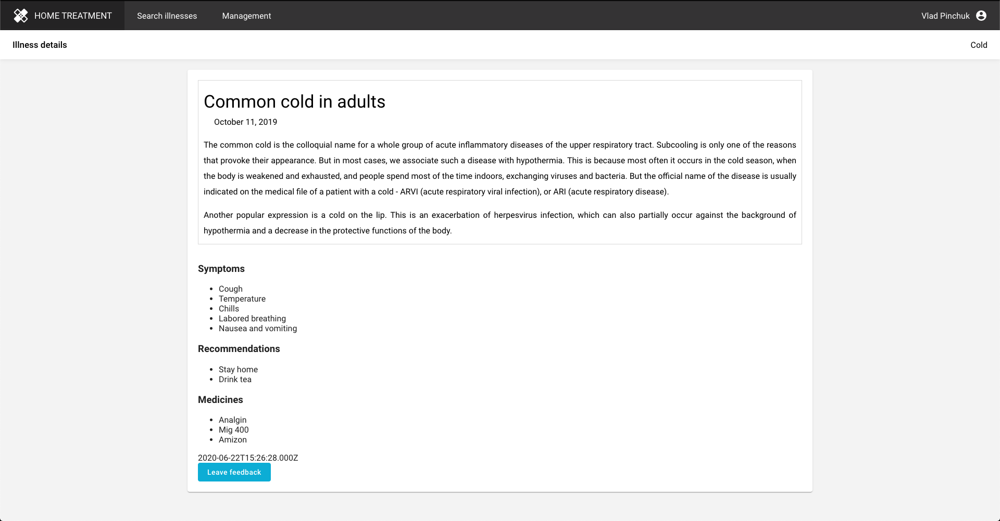 HOME TREATMENT Search illnesses Management Vlad Pinchuk
Illness details Cold
Common cold in adults
October 11, 2019
The common cold is the colloquial name for a whole group of acute inflammatory diseases of the upper respiratory tract. Subcooling is only one of the reasons
that provoke their appearance. But in most cases, we associate such a disease with hypothermia. This is because most often it occurs in the cold season, when
the body is weakened and exhausted, and people spend most of the time indoors, exchanging viruses and bacteria. But the official name of the disease is usually
indicated on the medical file of a patient with a cold - ARVI (acute respiratory viral infection), or ARI (acute respiratory disease).
Another popular expression is a cold on the lip. This is an exacerbation of herpesvirus infection, which can also partially occur against the background of
hypothermia and a decrease in the protective functions of the body.
Symptoms
• Cough
• Temperature
• Chills
• Labored breathing
• Nausea and vomiting
Recommendations
• Stay home
• Drink tea
Medicines
• Analgin
• Mig 400
• Amizon
2020-06-22T15:26:28.000Z
Leave feedback